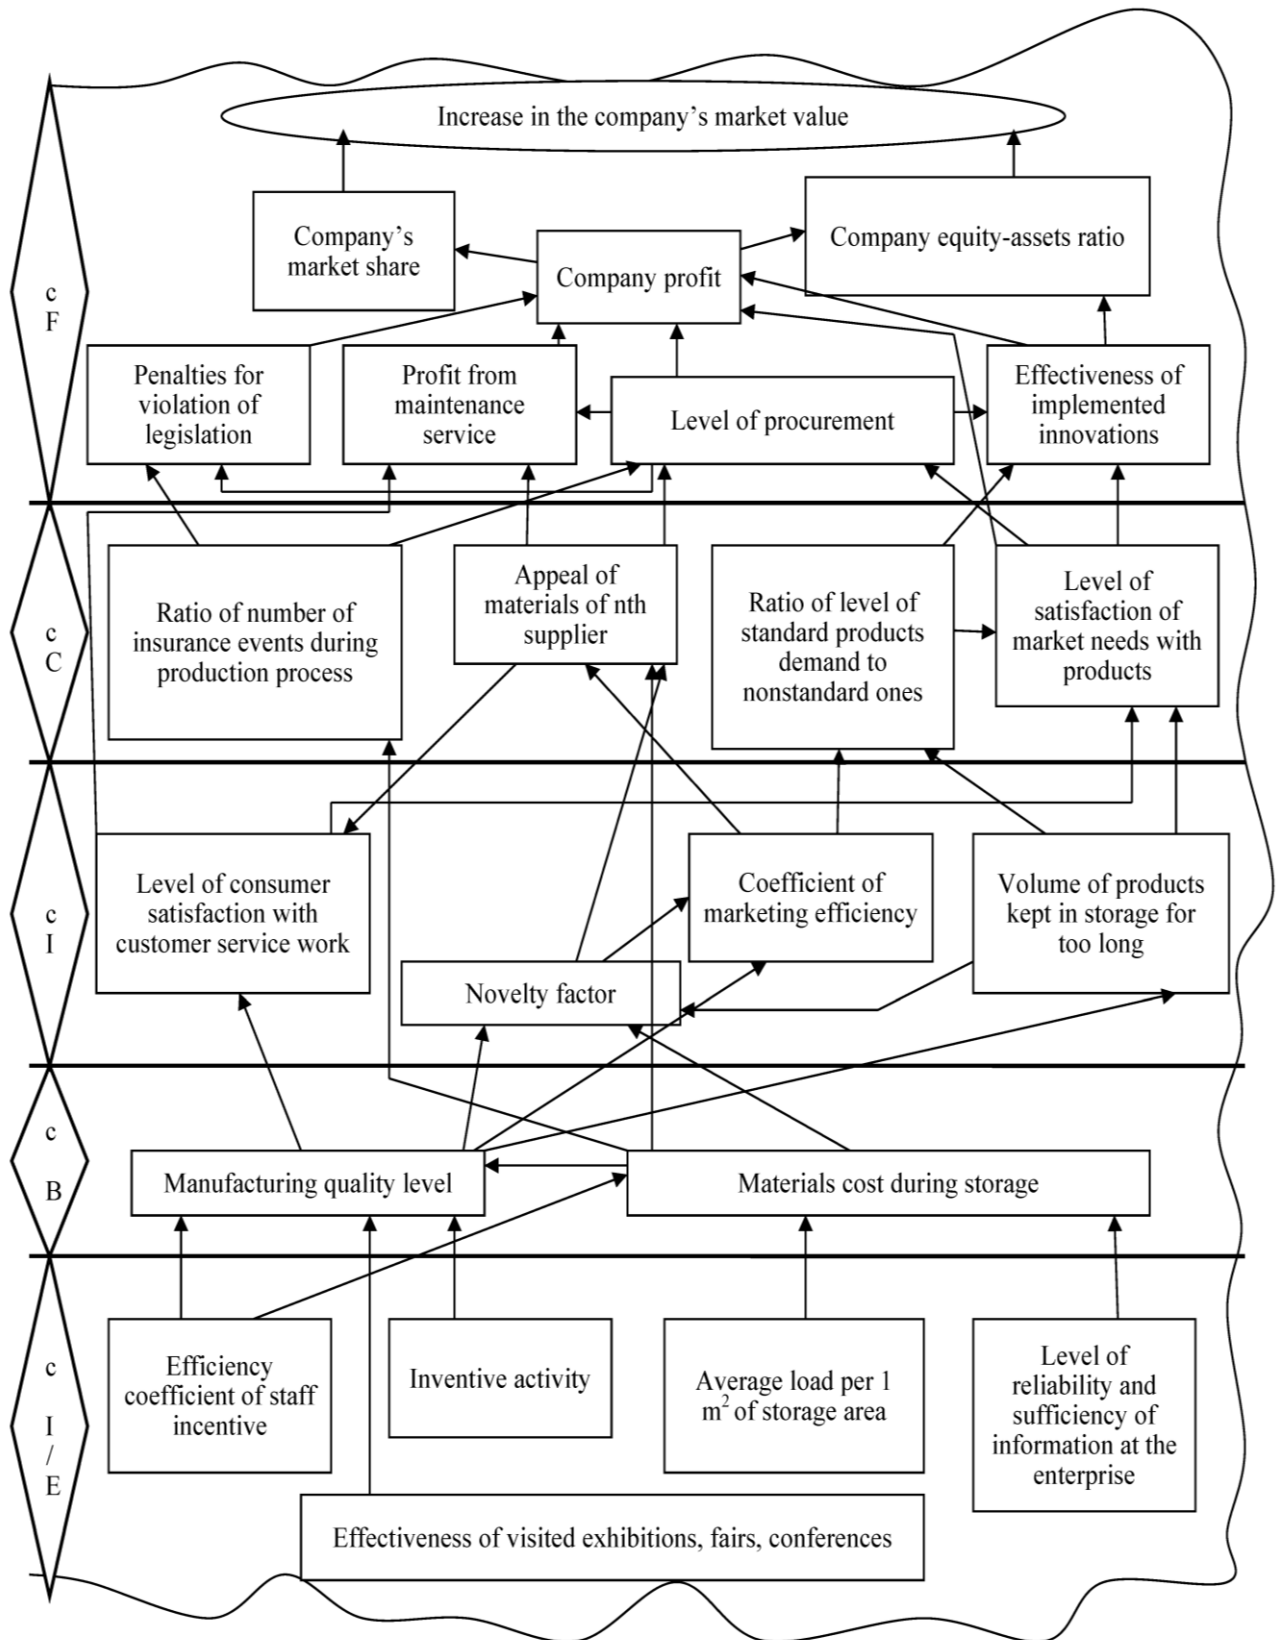 Increase in the company’s market value
Company’s
market share
Company profit
Company equity-assets ratio
c
F
Penalties for
violation of
legislation
Profit from
maintenance
service
Level of procurement
Effectiveness of
implemented
innovations
c
C
Ratio of number of
insurance events during
production process
Appeal of
materials of nth
supplier
Ratio of level of
standard products
demand to
nonstandard ones
Level of
satisfaction of
market needs with
products
c
I
Level of consumer
satisfaction with
customer service work
Novelty factor
Coefficient of
marketing efficiency
Volume of products
kept in storage for
too long
c
B
Manufacturing quality level
Materials cost during storage
c
I
/
E
Efficiency
coefficient of staff
incentive
Inventive activity
Average load per 1
m² of storage area
Level of
reliability and
sufficiency of
information at the
enterprise
Effectiveness of visited exhibitions, fairs, conferences